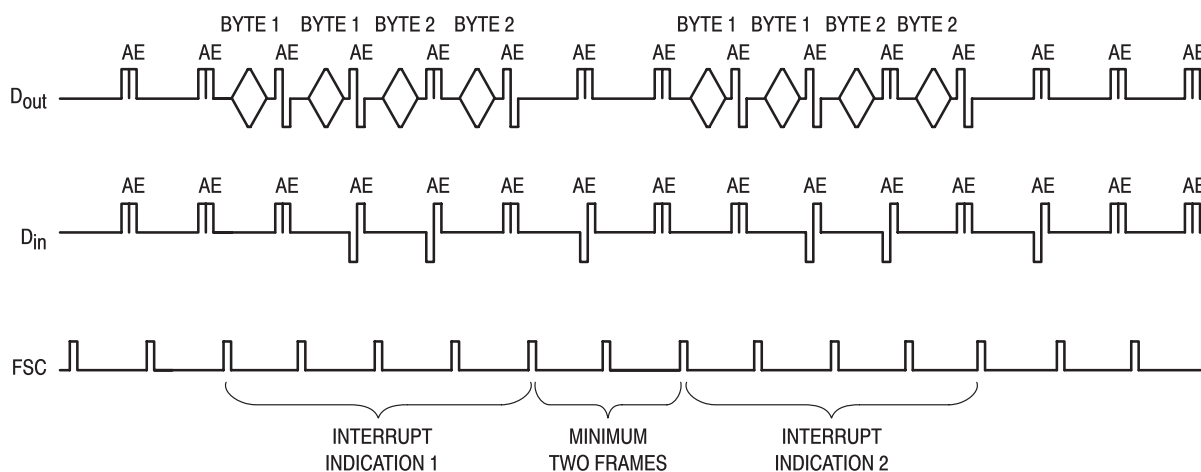 BYTE 1 BYTE 1 BYTE 2 BYTE 2 BYTE 1 BYTE 1 BYTE 2 BYTE 2
AE AE AE AE AE AE AE AE AE AE AE AE AE AE AE
Dout
AE AE AE AE AE AE AE AE AE AE AE AE AE AE AE
Din
FSC
INTERRUPT MINIMUM INTERRUPT
INDICATION 1 TWO FRAMES INDICATION 2